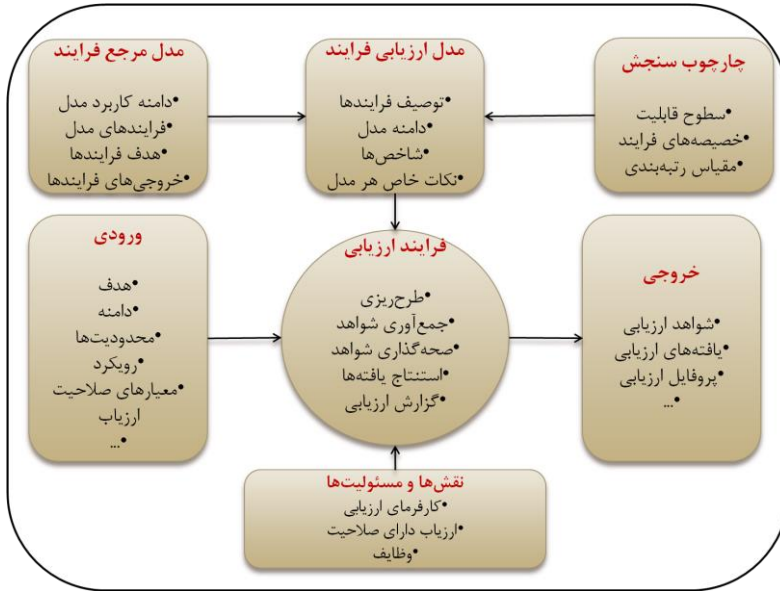 چارچوب سنجش
•سطوح قابلیت
•خصیصه‌های فرایند
•مقیاس رتبه‌بندی
مدل ارزیابی فرایند
•توصیف فرایندها
•دامنه مدل
•شاخص‌ها
•نکات خاص هر مدل
مدل مرجع فرایند
•دامنه کاربرد مدل
•فرایندهای مدل
•هدف فرایندها
•خروجی‌های فرایندها
ورودی
•هدف
•دامنه
•محدودیت‌ها
•رویکرد
•معیارهای صلاحیت
ارزیاب
•...
فرایند ارزیابی
•طرح‌ریزی
•جمع‌آوری شواهد
•صحه‌گذاری شواهد
•استنتاج یافته‌ها
•گزارش ارزیابی
خروجی
•شواهد ارزیابی
•یافته‌های ارزیابی
•پروفایل ارزیابی
•...
نقش‌ها و مسئولیت‌ها
•کارفرمای ارزیابی
•ارزیاب دارای صلاحیت
•وظایف